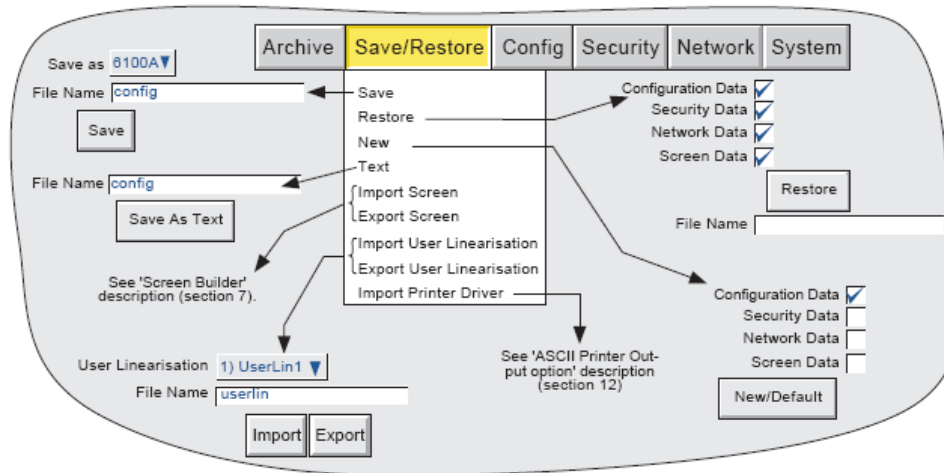 Archive Save/Restore Config Security Network System
Save as 6100A
File Name config
Save
File Name config
Save As Text
See 'Screen Builder'
description (section 7).
User Linearisation 1) UserLin1
File Name userlin
Import Export
Save
Restore
New
Text
Import Screen
Export Screen
Import User Linearisation
Export User Linearisation
Import Printer Driver
See 'ASCII Printer Out-
put option' description
(section 12)
Configuration Data
Security Data
Network Data
Screen Data
Restore
File Name
Configuration Data
Security Data
Network Data
Screen Data
New/Default